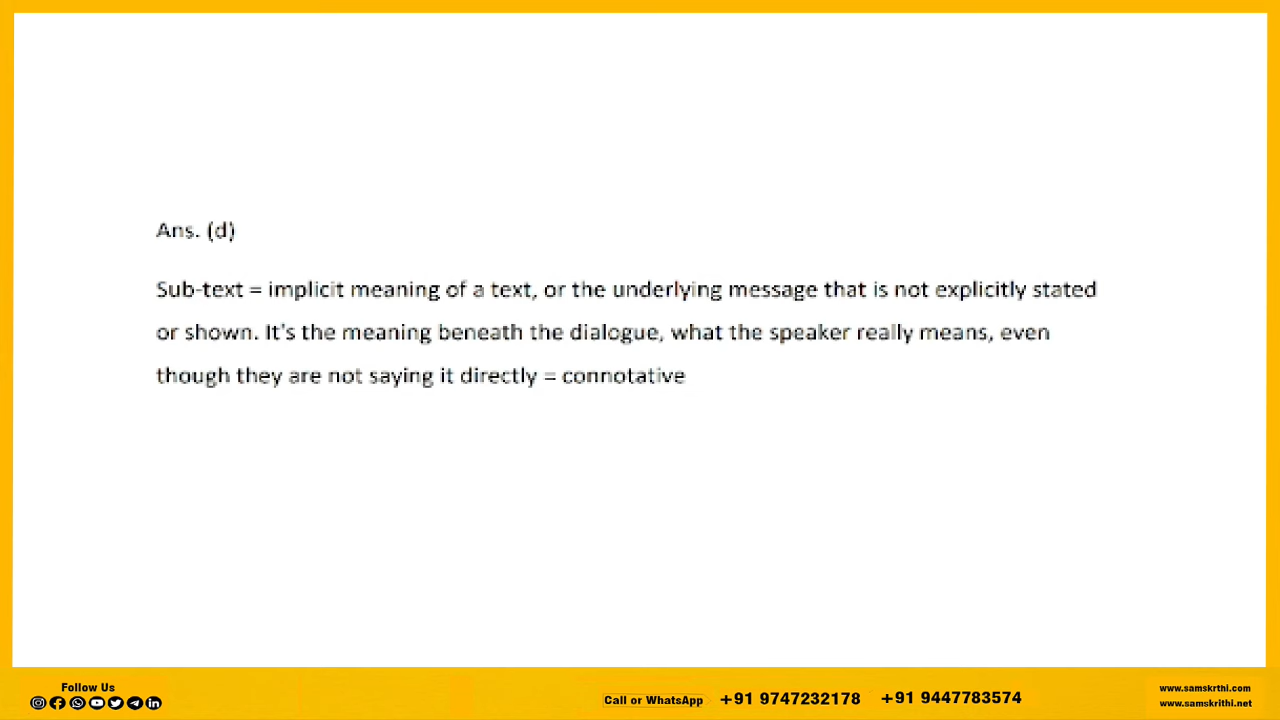 Ans. (d)
Sub-text = implicit meaning of a text, or the underlying message that is not explicitly stated
or shown. It's the meaning beneath the dialogue, what the speaker really means, even
though they are not saying it directly = connotative
Follow Us
Call or WhatsApp +91 9747232178 +91 9447783574
www.samskrthi.com
www.samskrithi.net